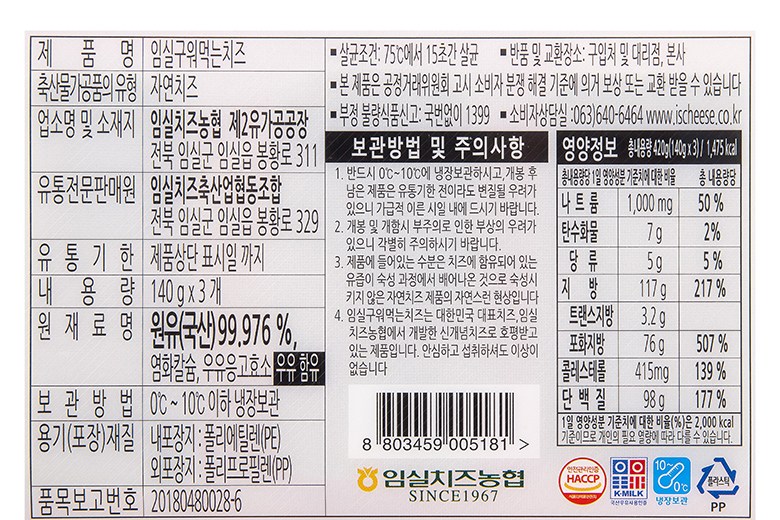 제 품 명 임실구워먹는치즈
축산물가공품의 유형 자연치즈
업소명 및 소재지 임실치즈농협 제2유가공공장
전북 임실군 임실읍 봉황로 311
유통전문판매원 임실치즈축산업협동조합
전북 임실군 임실읍 봉황로 329
유 통 기 한 제품상단 표시일 까지
내 용 량 140 g x 3 개
원 재 료 명 원유(국산)99.976 %,
염화칼슘, 우유응고효소 우유 함유
보 관 방 법 0℃ ~ 10℃ 이하 냉장보관
용기(포장)재질 내포장지 : 폴리에틸렌(PE)
외포장지 : 폴리프로필렌(PP)
품목보고번호 20180480028-6
▪ 살균조건: 75℃에서 15초간 살균 ▪ 반품 및 교환장소: 구입처 및 대리점, 본사
▪ 본 제품은 공정거래위원회 고시 소비자 분쟁 해결 기준에 의거 보상 또는 교환 받을 수 있습니다
▪ 부정 불량식품신고: 국번없이 1399 ▪ 소비자상담실 :063)640-6464 www.ischeese.co.kr
보관방법 및 주의사항
1. 반드시 0℃~10℃에 냉장보관하시고, 개봉 후
남은 제품은 유통기한 전이라도 변질될 우려가
있으니 가급적 이른 시일 내에 드시기 바랍니다.
2. 개봉 및 개함시 부주의로 인한 부상의 우려가
있으니 각별히 주의하시기 바랍니다.
3. 제품에 들어있는 수분은 치즈에 함유되어 있는
유즙이 숙성 과정에서 배어나온 것으로 숙성시
키지 않은 자연치즈 제품의 자연스런 현상입니다
4. 임실구워먹는치즈는 대한민국 대표치즈, 임실
치즈농협에서 개발한 신개념치즈로 호평받고
있는 제품입니다. 안심하고 섭취하셔도 이상이
없습니다
8 803459 005181 >
임실치즈농협
SINCE1967
영양정보 총내용량 420g(140g x 3) / 1,475 kcal
총내용량당 1일 영양성분 기준치에 대한 비율 총 내용량당
나 트 륨 1,000 mg 50 %
탄수화물 7 g 2%
당 류 5 g 5 %
지 방 117 g 217 %
트랜스지방 3.2 g
포화지방 76 g 507 %
콜레스테롤 415mg 139 %
단 백 질 98 g 177 %
1일 영양성분 기준치에 대한 비율(%)은 2,000 kcal
기준이므로 개인의 필요 열량에 따라 다를 수 있습니다.
안전관리인증
HACCP
K-MILK
10℃
0℃
냉장보관
플라스틱
PP